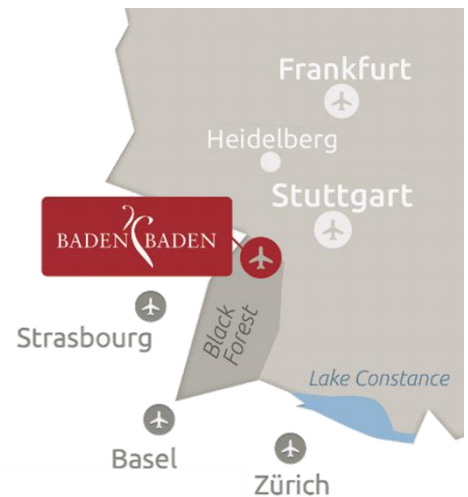 Frankfurt
Heidelberg
Stuttgart
BADEN BADEN
Strasbourg
Black
Forest
Lake Constance
Basel
Zürich